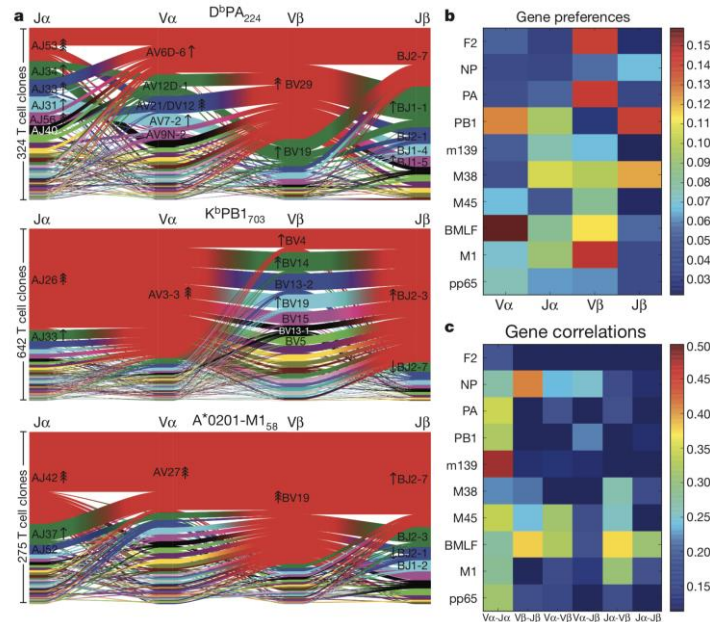 a
Jα Vα Vβ Jβ
DᵇPA₂₂₄
324 T cell clones
AJ53
AJ34
AJ33
AJ31
AJ56
AJ40
AV6D-6
AV12D-1
AV21/DV12
AV7-2
AV9N-2
BV29
BV19
BJ2-7
BJ1-1
BJ2-1
BJ1-4
BJ1-5
Jα Vα Vβ Jβ
KᵇPB1₇₀₃
642 T cell clones
AJ26
AJ33
AV3-3
BV4
BV14
BV13-2
BV19
BV15
BV13-1
BV5
BJ2-3
BJ2-7
Jα Vα Vβ Jβ
A*0201-M1₅₈
275 T cell clones
AJ42
AJ37
AJ52
AV27
BV19
BJ2-7
BJ2-3
BJ2-1
BJ1-2
b
Gene preferences
F2
NP
PA
PB1
m139
M38
M45
BMLF
M1
pp65
Vα Jα Vβ Jβ
0.15
0.14
0.13
0.12
0.11
0.10
0.09
0.08
0.07
0.06
0.05
0.04
0.03
c
Gene correlations
F2
NP
PA
PB1
m139
M38
M45
BMLF
M1
pp65
Vα-Jα Vβ-Jβ Vα-Vβ Vα-Jβ Jα-Vβ Jα-Jβ
0.50
0.45
0.40
0.35
0.30
0.25
0.20
0.15